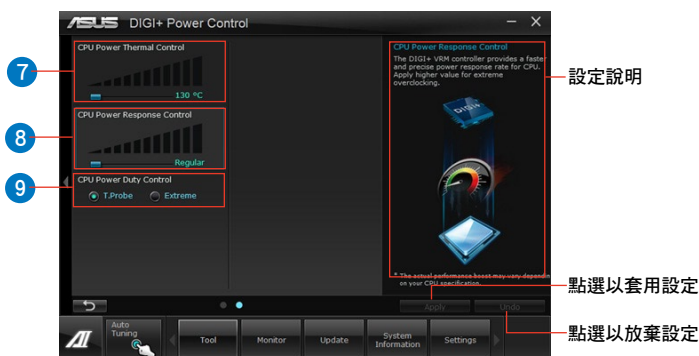 ASUS DIGI+ Power Control
CPU Power Thermal Control
130 °C
7
CPU Power Response Control
Regular
8
CPU Power Duty Control
T.Probe Extreme
9
CPU Power Response Control
The DIGI+ VRM controller provides a faster
and precise power response rate for CPU.
Apply higher value for extreme
overclocking.
DIGI+
* The actual performance boost may vary dependin
on your CPU specification.
設定說明
Apply Undo
點選以套用設定
點選以放棄設定
Auto
Tuning
Tool
Monitor
Update
System
Information
Settings